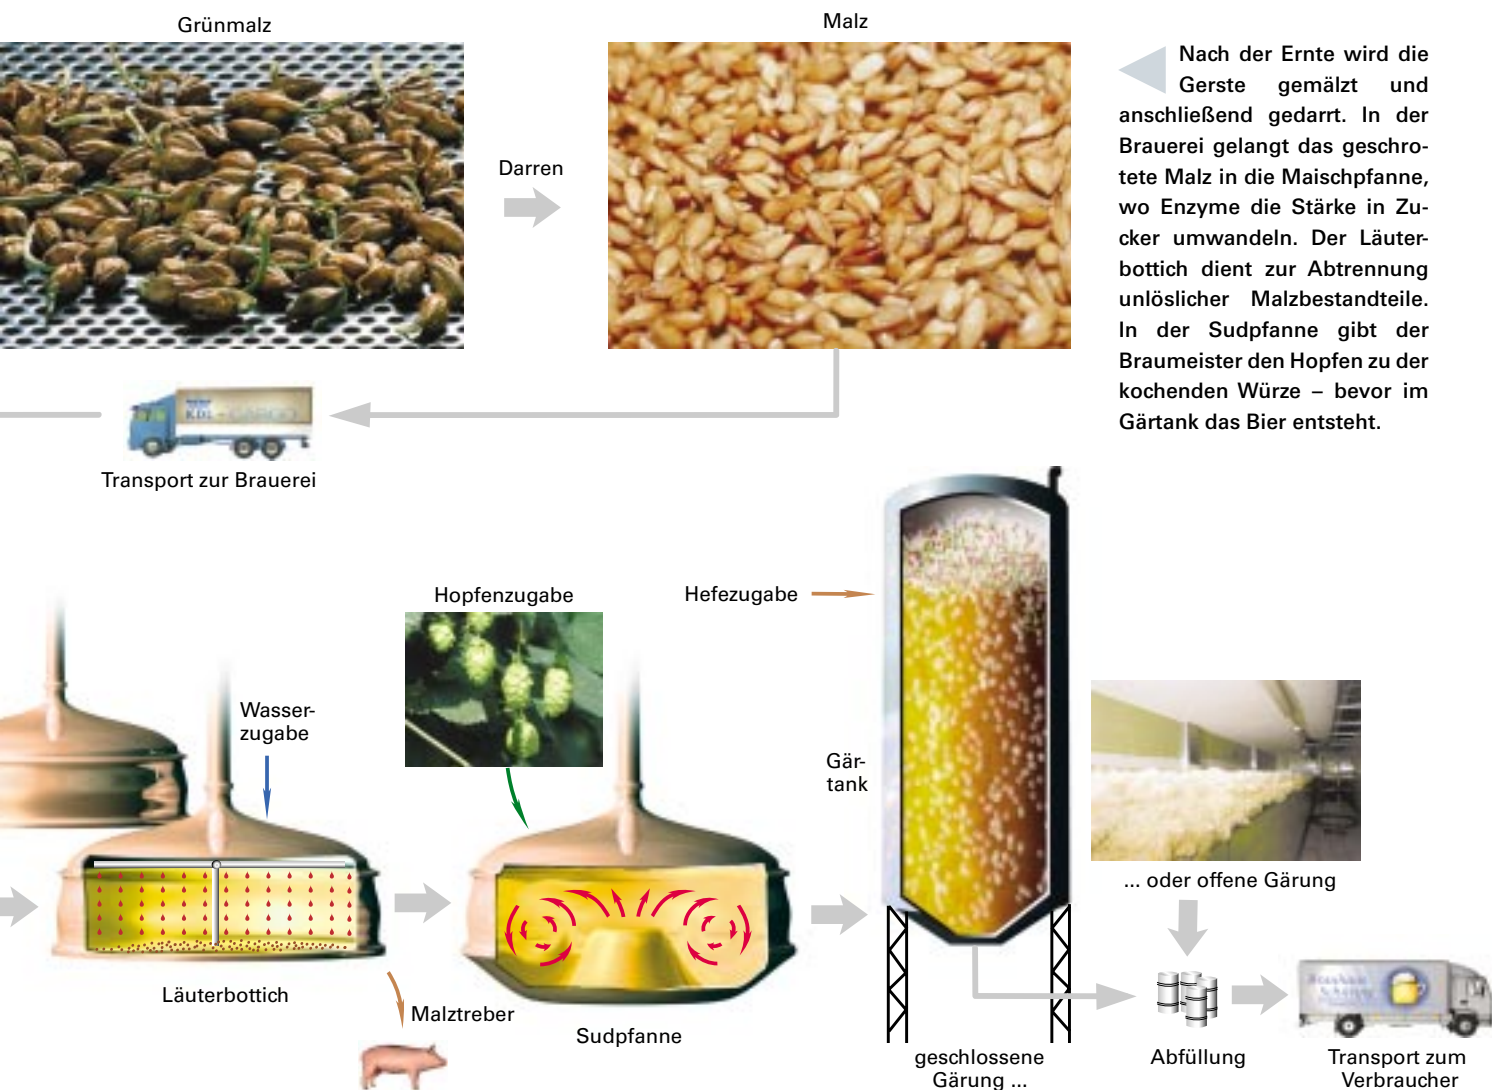 Grünmalz
Malz
Darren
Nach der Ernte wird die
Gerste gemälzt und
anschließend gedarrt. In der
Brauerei gelangt das geschro-
tete Malz in die Maischpfanne,
wo Enzyme die Stärke in Zu-
cker umwandeln. Der Läuter-
bottich dient zur Abtrennung
unlöslicher Malzbestandteile.
In der Sudpfanne gibt der
Braumeister den Hopfen zu der
kochenden Würze – bevor im
Gärtank das Bier entsteht.
Transport zur Brauerei
Hopfenzugabe
Hefezugabe
Wasser-
zugabe
Gär-
tank
... oder offene Gärung
Läuterbottich
Malztreber
Sudpfanne
geschlossene
Gärung ...
Abfüllung
Transport zum
Verbraucher